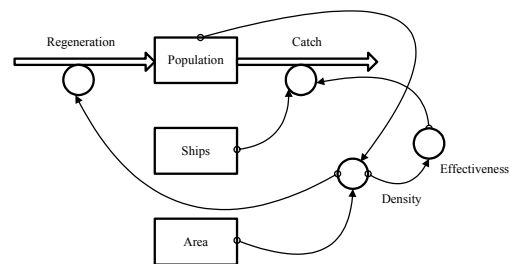 Regeneration
Catch
Population
Ships
Effectiveness
Density
Area